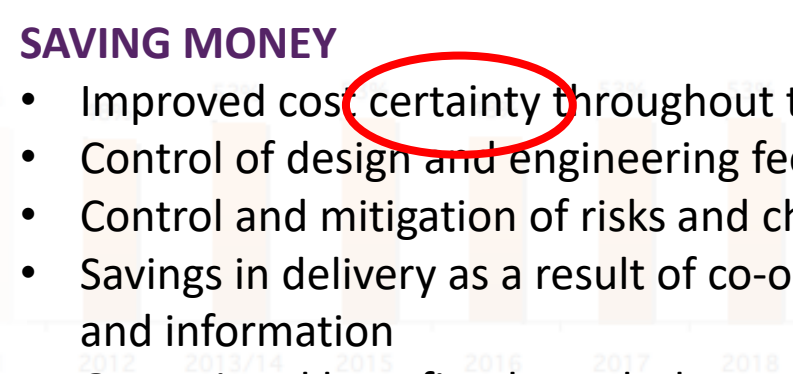 SAVING MONEY
• Improved cost certainty throughout
• Control of design and engineering
• Control and mitigation of risks and
• Savings in delivery as a result of
and information
2012 2013/14 2015 2016 2017 2018